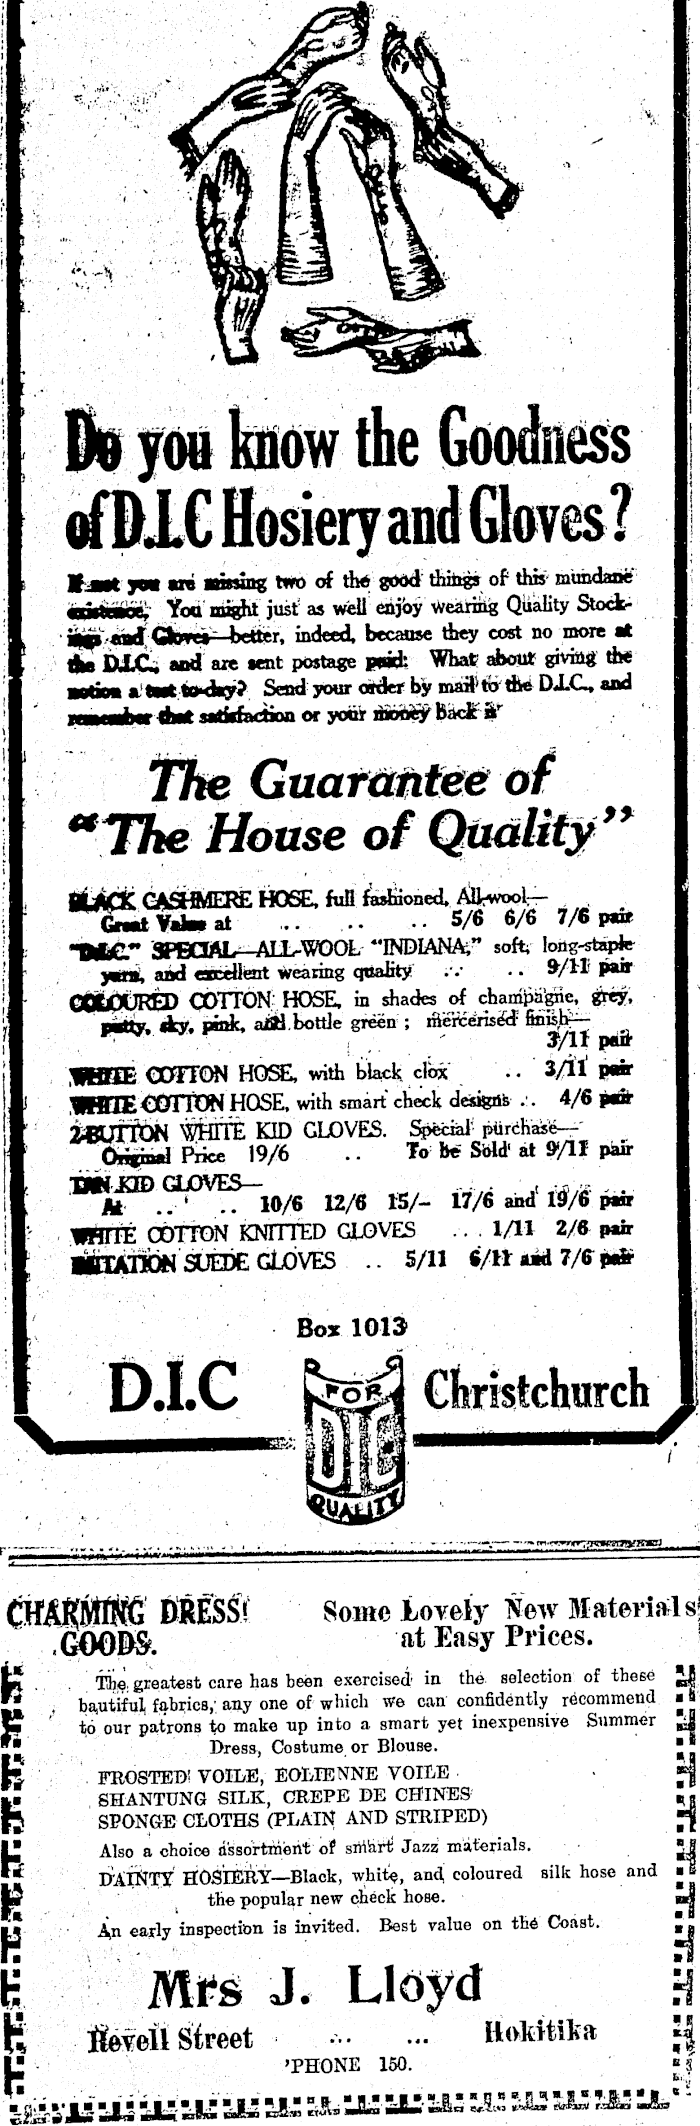 Do you know the Goodness
of D.I.C Hosiery and Gloves?
If not you are missing two of the good things of this mundane
existence. You might just as well enjoy wearing Quality Stock-
ings and Gloves—better, indeed, because they cost no more at
the D.I.C., and are sent postage paid: What about giving the
notion a test to-day? Send your order by mail to the D.I.C., and
remember that satisfaction or your money back is
The Guarantee of
"The House of Quality"
BLACK CASHMERE HOSE, full fashioned, All-wool—
Great Value at .. .. .. 5/6 6/6 7/6 pair
"D.I.C." SPECIAL—ALL-WOOL "INDIANA," soft, long-staple
yarn, and excellent wearing quality .. .. 9/11 pair
COLOURED COTTON HOSE, in shades of champagne, grey,
putty, sky, pink, and bottle green ; mercerised finish—
3/11 pair
WHITE COTTON HOSE, with black clox .. 3/11 pair
WHITE COTTON HOSE, with smart check designs .. 4/6 pair
2-BUTTON WHITE KID GLOVES. Special purchase—
Original Price 19/6 .. To be Sold at 9/11 pair
TAN KID GLOVES—
At .. .. 10/6 12/6 15/- 17/6 and 19/6 pair
WHITE COTTON KNITTED GLOVES ... 1/11 2/6 pair
IMITATION SUEDE GLOVES .. 5/11 6/11 and 7/6 pair
Box 1013
D.I.C FOR DIC QUALITY Christchurch
CHARMING DRESS! Some Lovely New Materials
GOODS. at Easy Prices.
The greatest care has been exercised in the selection of these
bautiful fabrics, any one of which we can confidently recommend
to our patrons to make up into a smart yet inexpensive Summer
Dress, Costume or Blouse.
FROSTED VOILE, EOLIENNE VOILE
SHANTUNG SILK, CREPE DE CHINES
SPONGE CLOTHS (PLAIN AND STRIPED)
Also a choice assortment of smart Jazz materials.
DAINTY HOSIERY—Black, white, and coloured silk hose and
the popular new check hose.
An early inspection is invited. Best value on the Coast.
Mrs J. Lloyd
Revell Street ... ... Hokitika
'PHONE 150.